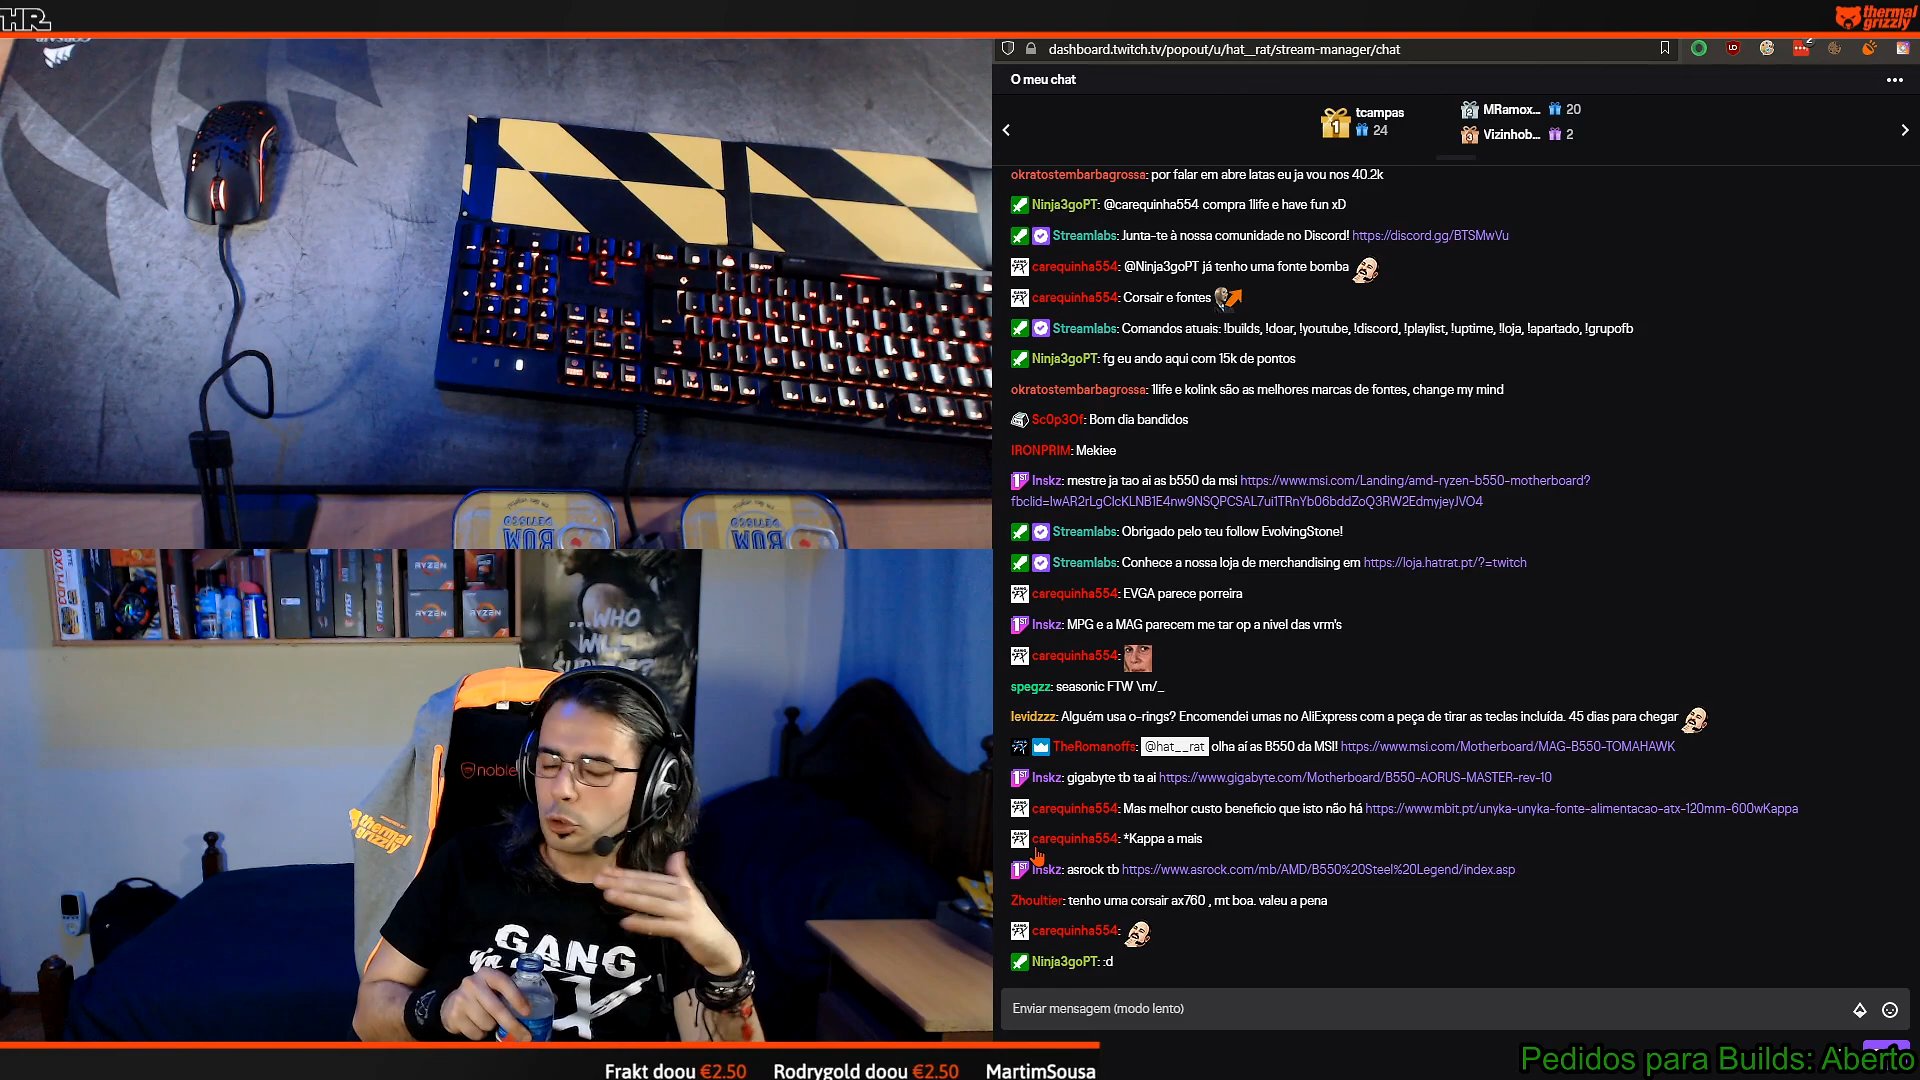 HR.
thermal
grizzly
dashboard.twitch.tv/popout/u/hat__rat/stream-manager/chat
O meu chat
1 tcampas
24
MRamox... 20
Vizinhob... 2
okratostembarbagrossa: por falar em abre latas eu ja vou nos 40.2k
Ninja3goPT: @carequinha554 compra 1life e have fun xD
Streamlabs: Junta-te à nossa comunidade no Discord! https://discord.gg/BTSMwVu
carequinha554: @Ninja3goPT já tenho uma fonte bomba
carequinha554: Corsair e fontes
Streamlabs: Comandos atuais: !builds, !doar, !youtube, !discord, !playlist, !uptime, !loja, !apartado, !grupofb
Ninja3goPT: fg eu ando aqui com 15k de pontos
okratostembarbagrossa: 1life e kolink são as melhores marcas de fontes, change my mind
Sc0p3Of: Bom dia bandidos
IRONPRIM: Mekiee
Inskz: mestre ja tao ai as b550 da msi https://www.msi.com/Landing/amd-ryzen-b550-motherboard?
fbclid=IwAR2rLgClcKLNB1E4nw9NSQPCSAL7ui1TRnYb06bddZoQ3RW2EdmyjeyJVO4
Streamlabs: Obrigado pelo teu follow EvolvingStone!
Streamlabs: Conhece a nossa loja de merchandising em https://loja.hatrat.pt/?=twitch
carequinha554: EVGA parece porreira
Inskz: MPG e a MAG parecem me tar op a nivel das vrm's
carequinha554:
spegzz: seasonic FTW \m/_
levidzzz: Alguém usa o-rings? Encomendei umas no AliExpress com a peça de tirar as teclas incluída. 45 dias para chegar
TheRomanoffs: @hat__rat olha aí as B550 da MSI! https://www.msi.com/Motherboard/MAG-B550-TOMAHAWK
Inskz: gigabyte tb ta ai https://www.gigabyte.com/Motherboard/B550-AORUS-MASTER-rev-10
carequinha554: Mas melhor custo beneficio que isto não há https://www.mbit.pt/unyka-unyka-fonte-alimentacao-atx-120mm-600wKappa
carequinha554: *Kappa a mais
Inskz: asrock tb https://www.asrock.com/mb/AMD/B550%20Steel%20Legend/index.asp
Zhoultier: tenho uma corsair ax760 , mt boa. valeu a pena
carequinha554:
Ninja3goPT: :d
Enviar mensagem (modo lento)
RYZEN
RYZEN
RYZEN
...WHO
WILL
SURVIVE?
noble
thermal
grizzly
GANG
FX
Frakt doou €2.50 Rodrygold doou €2.50 MartimSousa
Pedidos para Builds: Aberto